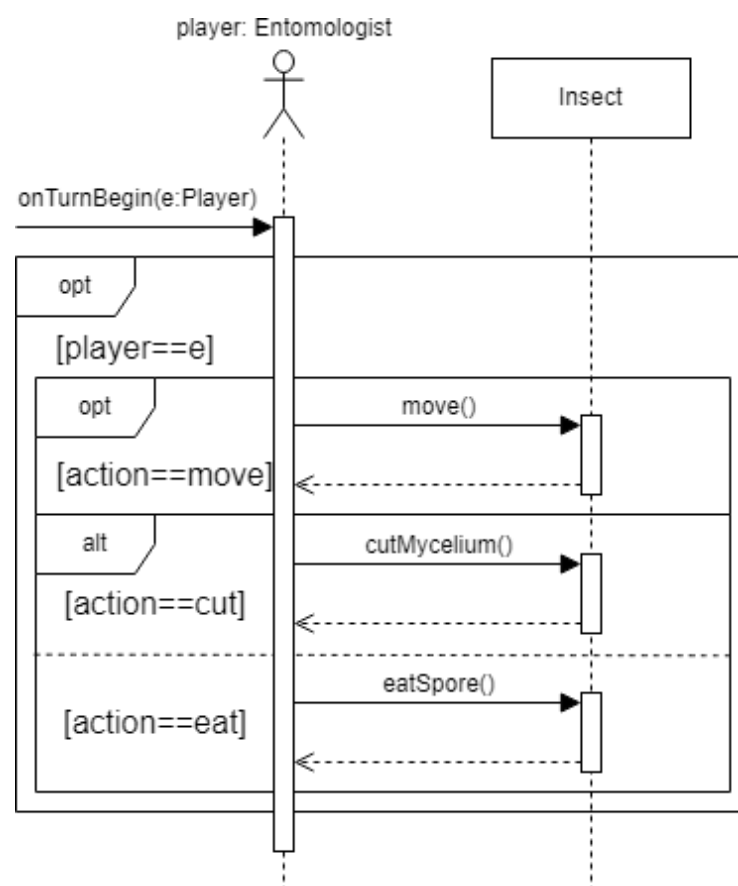 player: Entomologist
Insect
onTurnBegin(e:Player)
opt
[player==e]
opt
move()
[action==move]
alt
cutMycelium()
[action==cut]
eatSpore()
[action==eat]